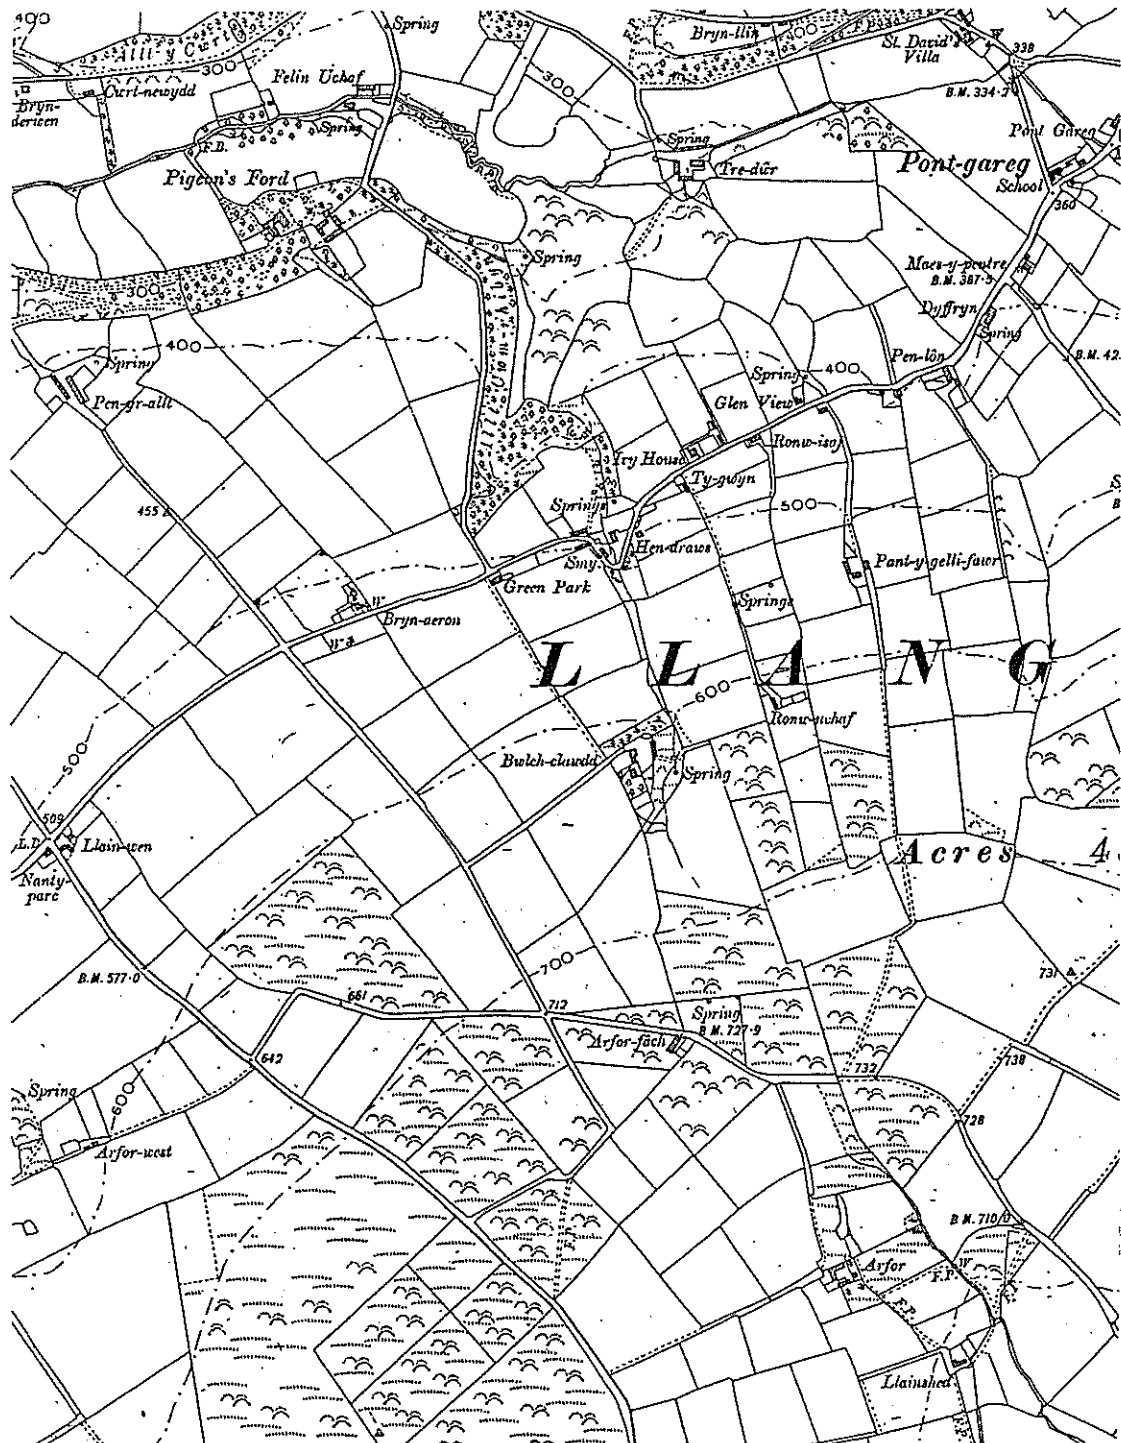 400
Allt y Cwrt
300
Spring
Bryn-llin
400
F.P.
St. David's
Villa
338
Felin Uchaf
Cwrt-newydd
Bryn-
dericen
300
B.M. 334·2
Spring
F.B.
Spring
Pont Gareg
Pigeon's Ford
Tre-dŵr
Pont-gareg
School
360
Spring
Maes-y-pentre
B.M. 387·5
300
Dyffryn
Spring
400
Spring
Pen-lôn
B.M. 42
400
Spring
Pen-yr-allt
Glen View
Ronw-isaf
Ivy House
Ty-gwyn
455
Springs
500
Hen-draws
Smy.
Pant-y-gelli-fawr
Green Park
Springs
W
Bryn-aeron
W
L L A N G
600
Ronw-uchaf
500
Bwlch-clawdd
Spring
509
L.B
Llain-wen
Acres
4
Nanty-
parc
700
B.M. 577·0
731
661
712
Spring
B M. 727·9
Arfor-fâch
642
732
738
Spring
600
728
Arfor-west
B M. 710·0
F.P.
Arfor
F.P.
W
F.P.
Llainshed
F.P.